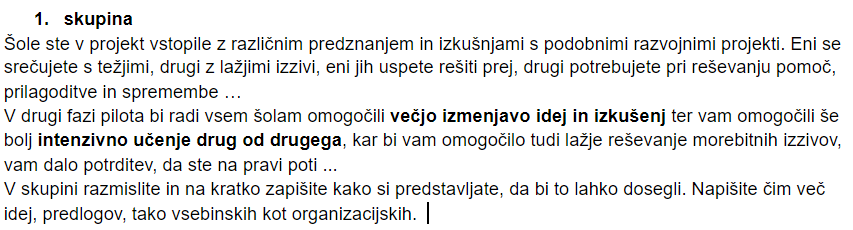 1. skupina
Šole ste v projekt vstopile z različnim predznanjem in izkušnjami s podobnimi razvojnimi projekti. Eni se
srečujete s težjimi, drugi z lažjimi izzivi, eni jih uspete rešiti prej, drugi potrebujete pri reševanju pomoč,
prilagoditve in spremembe …
V drugi fazi pilota bi radi vsem šolam omogočili večjo izmenjavo idej in izkušenj ter vam omogočili še
bolj intenzivno učenje drug od drugega, kar bi vam omogočilo tudi lažje reševanje morebitnih izzivov,
vam dalo potrditev, da ste na pravi poti ...
V skupini razmislite in na kratko zapišite kako si predstavljate, da bi to lahko dosegli. Napišite čim več
idej, predlogov, tako vsebinskih kot organizacijskih.